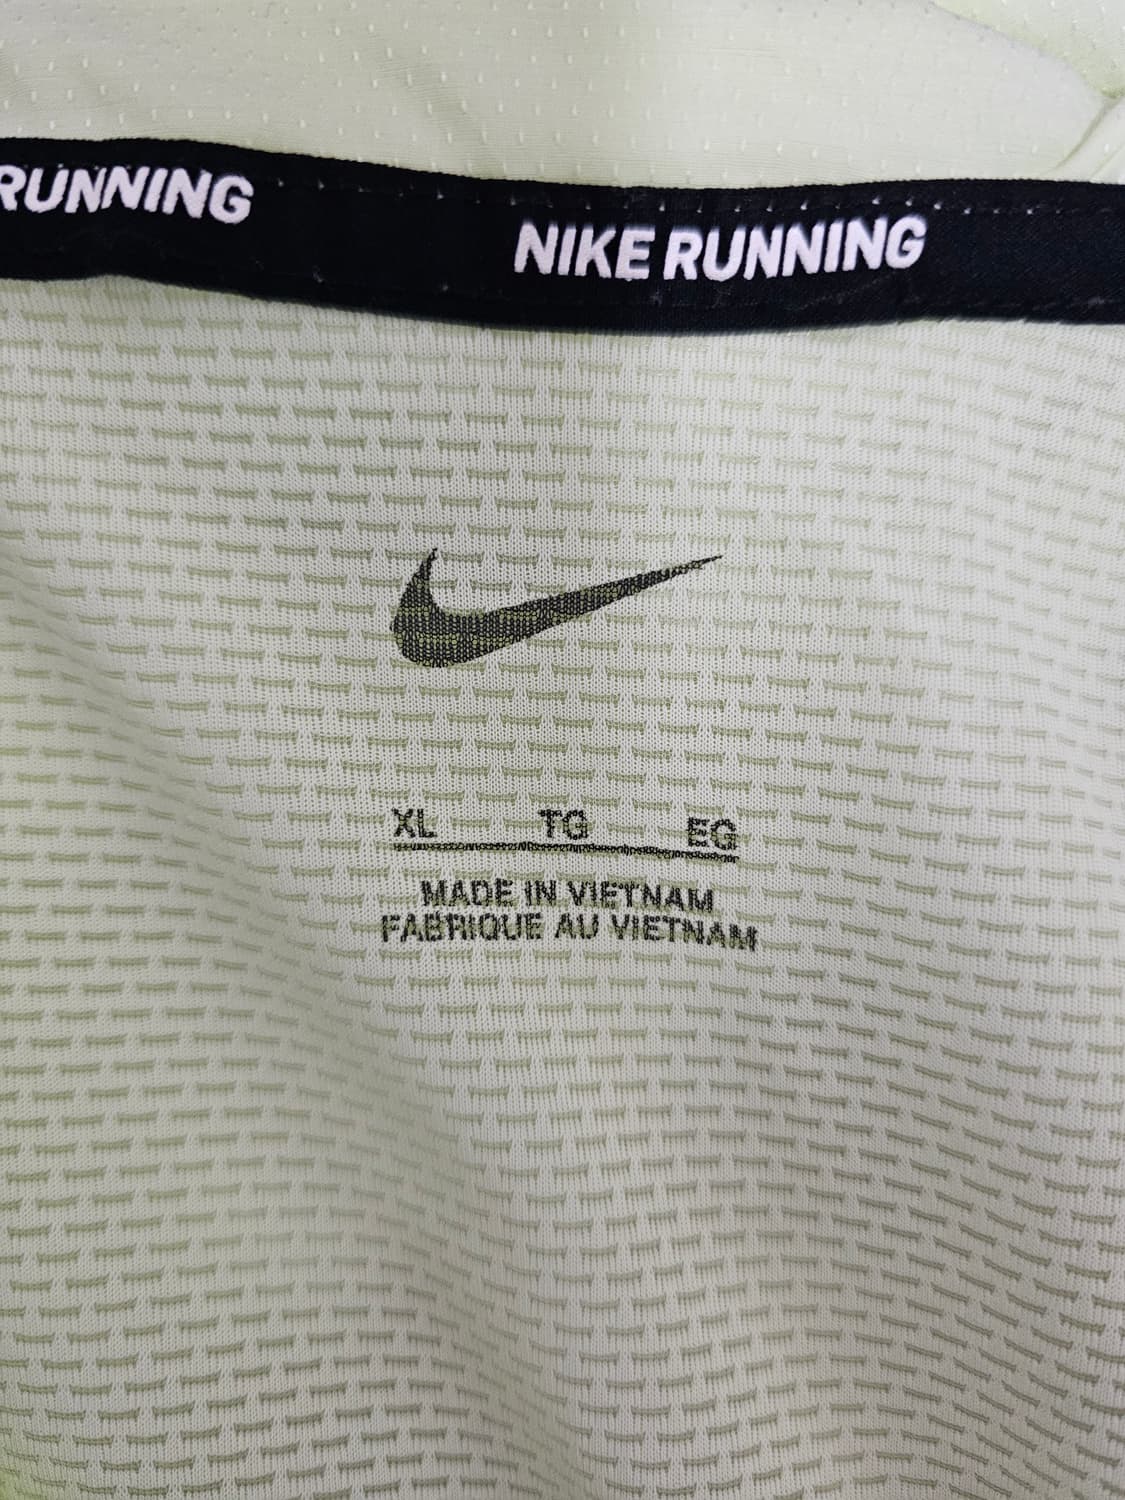 RUNNING NIKE RUNNING
XL TG EG
MADE IN VIETNAM
FABRIQUE AU VIETNAM